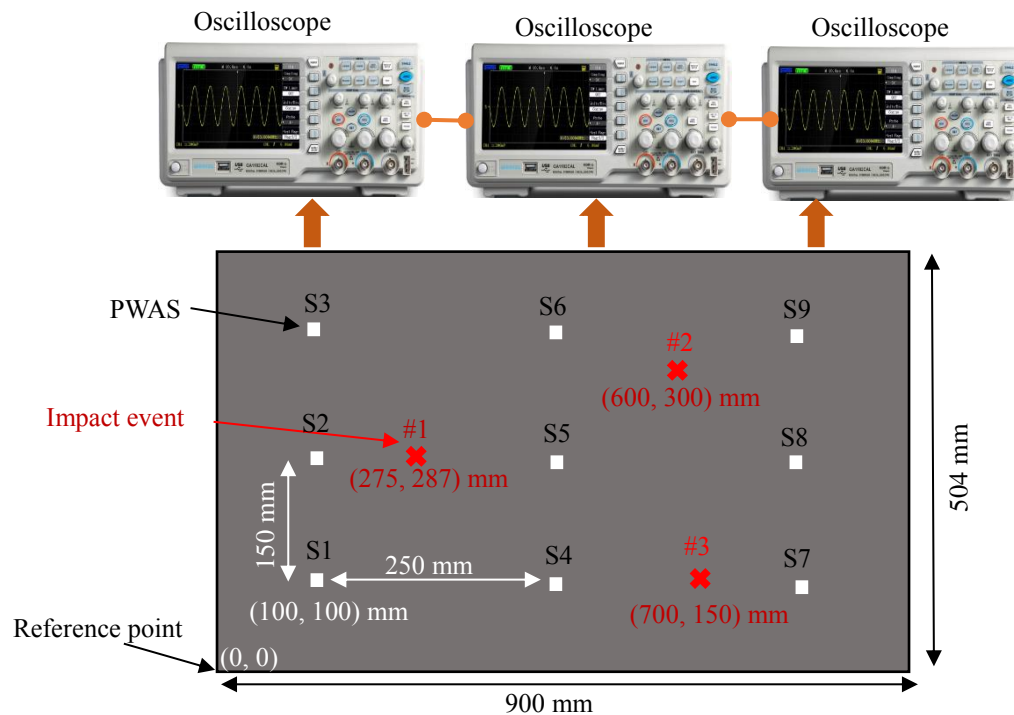 Oscilloscope
Oscilloscope
Oscilloscope
PWAS
S3
S6
S9
#2
(600, 300) mm
Impact event
S2
#1
(275, 287) mm
S5
S8
504 mm
150 mm
S1
250 mm
S4
#3
S7
(100, 100) mm
(700, 150) mm
Reference point
(0, 0)
900 mm